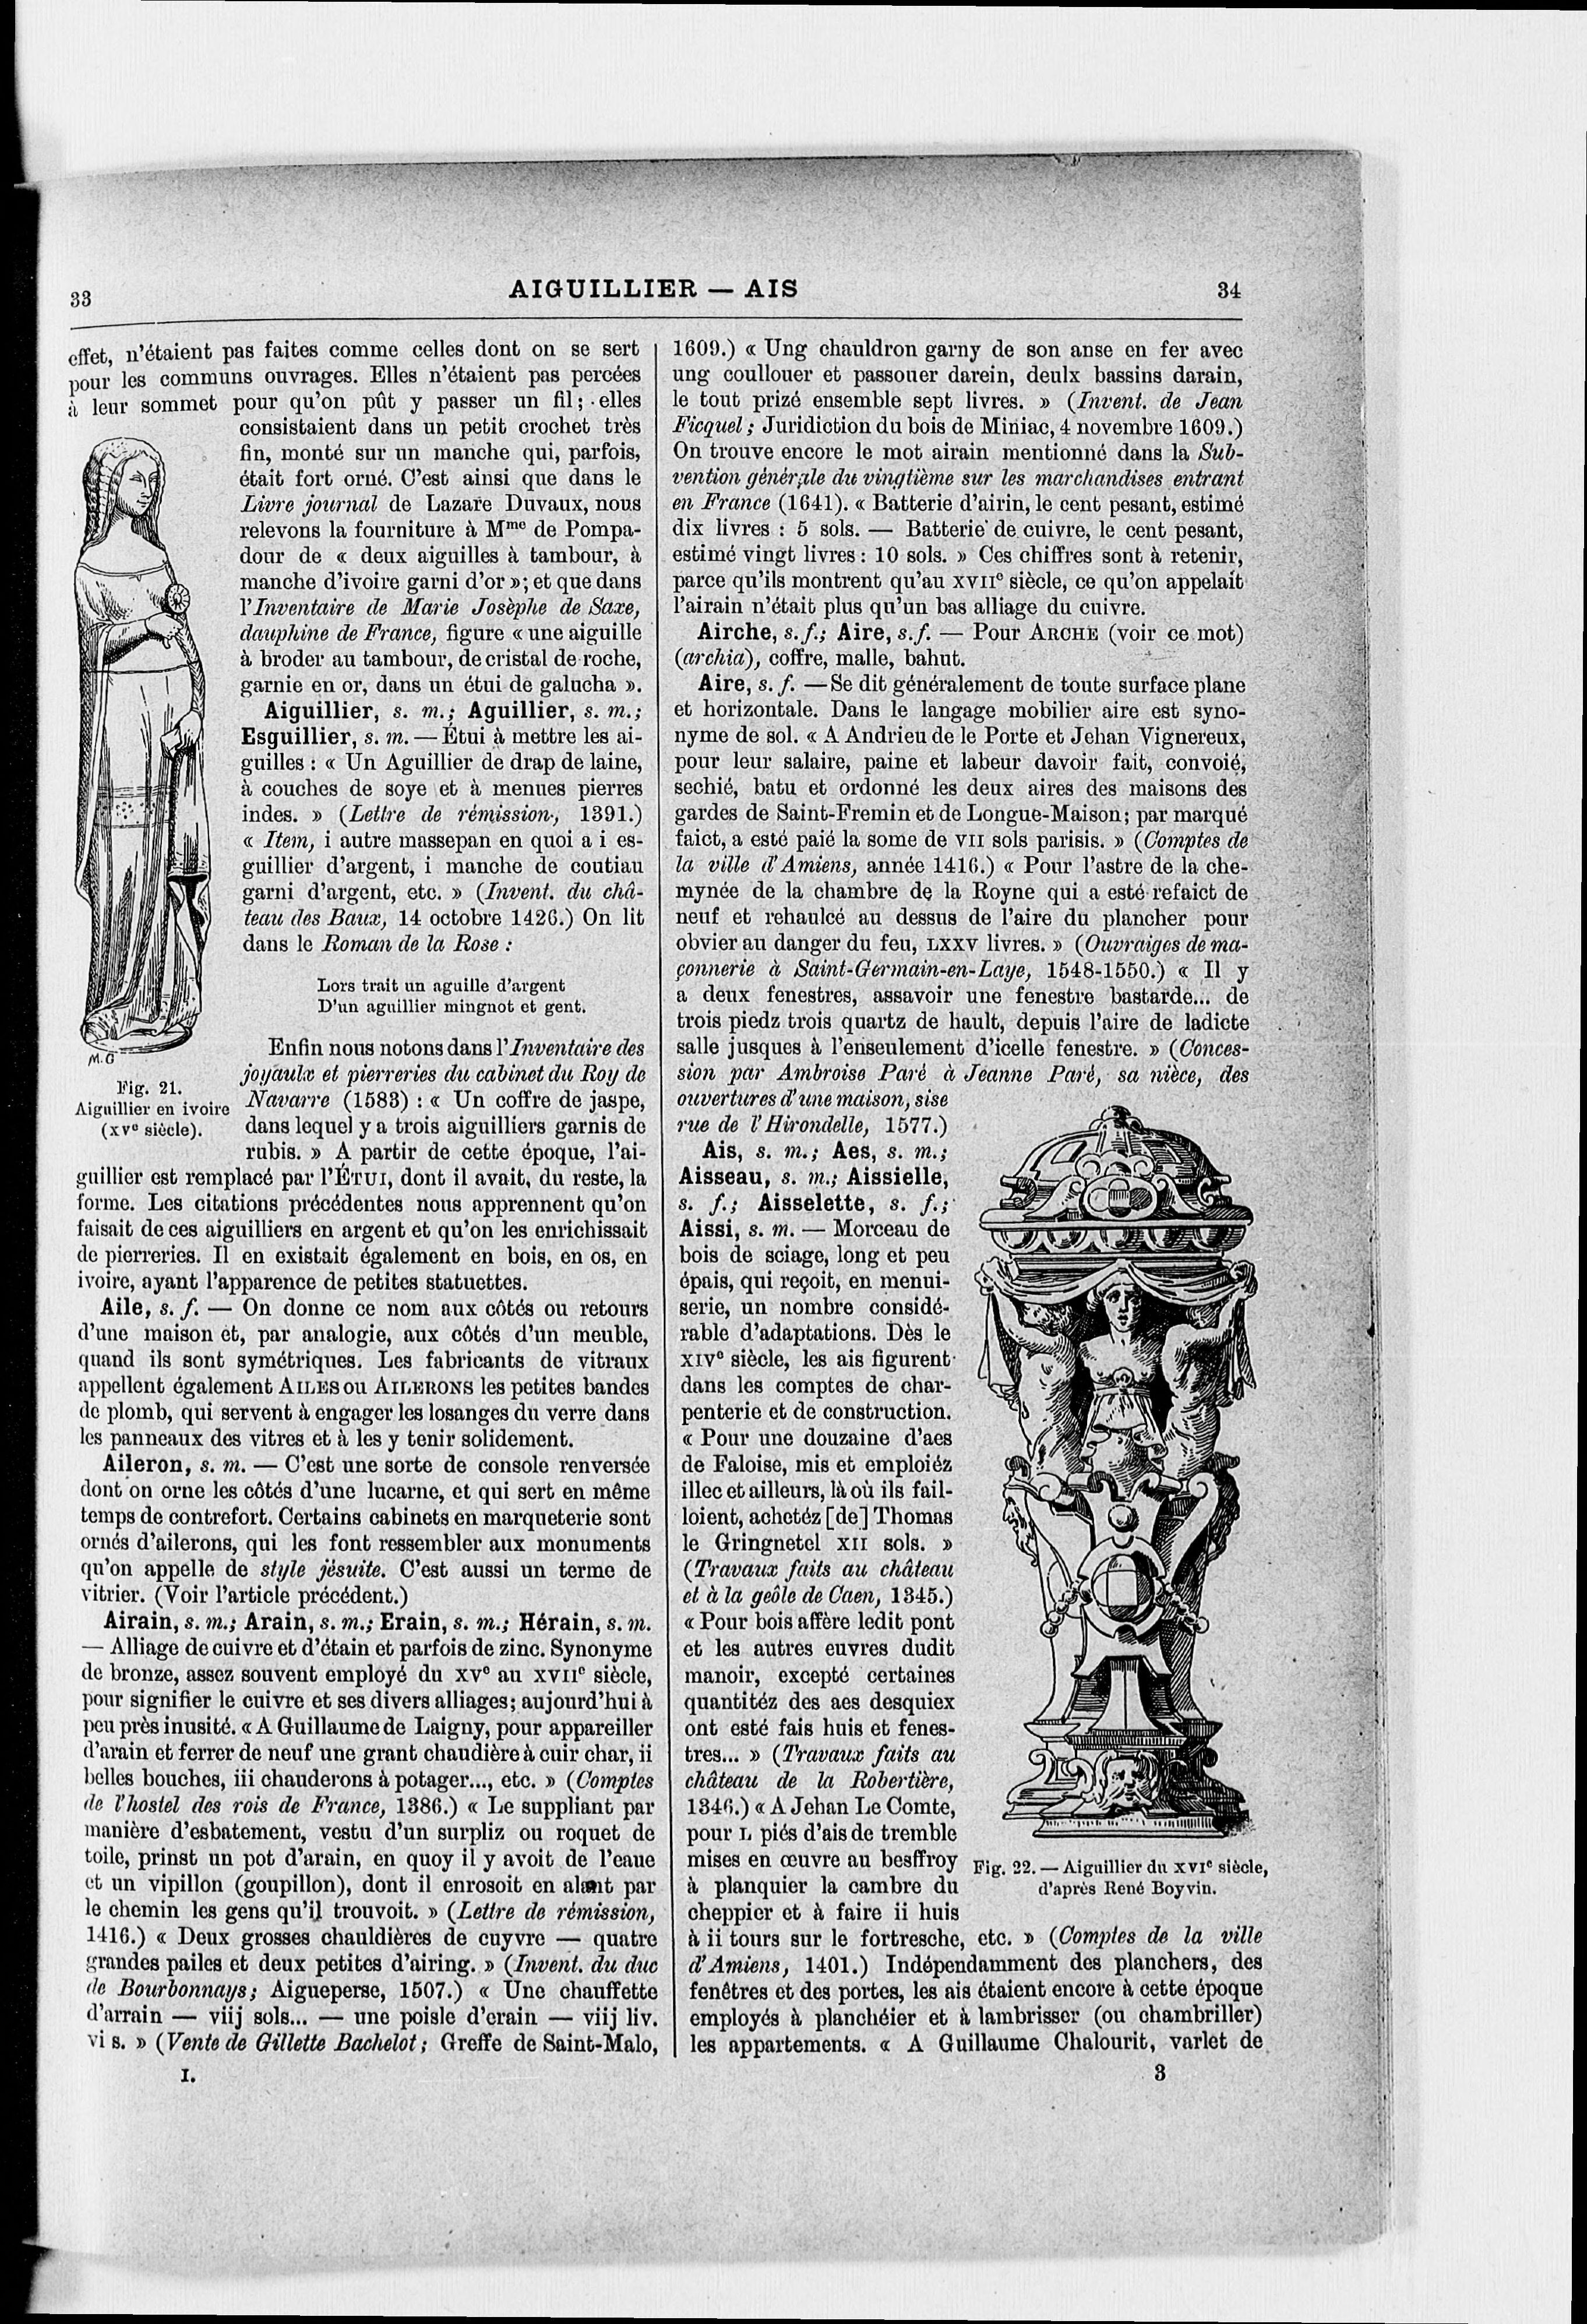 33
AIGUILLIER — AIS
34
effet, n'étaient pas faites comme celles dont on se sert
pour les communs ouvrages. Elles n'étaient pas percées
à leur sommet pour qu'on pût y passer un fil; elles
consistaient dans un petit crochet très
fin, monté sur un manche qui, parfois,
était fort orné. C'est ainsi que dans le
Livre journal de Lazare Duvaux, nous
relevons la fourniture à Mme de Pompa-
dour de « deux aiguilles à tambour, à
manche d'ivoire garni d'or »; et que dans
l'Inventaire de Marie Josèphe de Saxe,
dauphine de France, figure « une aiguille
à broder au tambour, de cristal de roche,
garnie en or, dans un étui de galucha ».
Aiguillier, s. m.; Aguillier, s. m.;
Esguillier, s. m. — Étui à mettre les ai-
guilles : « Un Aguillier de drap de laine,
à couches de soye et à menues pierres
indes. » (Lettre de rémission, 1391.)
« Item, i autre massepan en quoi a i es-
guillier d'argent, i manche de coutiau
garni d'argent, etc. » (Invent. du châ-
teau des Baux, 14 octobre 1426.) On lit
dans le Roman de la Rose :
Lors trait un aguille d'argent
D'un aguillier mingnot et gent.
Enfin nous notons dans l'Inventaire des
joyaulx et pierreries du cabinet du Roy de
Navarre (1583) : « Un coffre de jaspe,
dans lequel y a trois aiguilliers garnis de
rubis. » A partir de cette époque, l'ai-
guillier est remplacé par l'ÉTUI, dont il avait, du reste, la
forme. Les citations précédentes nous apprennent qu'on
faisait de ces aiguilliers en argent et qu'on les enrichissait
de pierreries. Il en existait également en bois, en os, en
ivoire, ayant l'apparence de petites statuettes.
M. G
Fig. 21.
Aiguillier en ivoire
(XVe siècle).
Aile, s. f. — On donne ce nom aux côtés ou retours
d'une maison et, par analogie, aux côtés d'un meuble,
quand ils sont symétriques. Les fabricants de vitraux
appellent également AILES ou AILERONS les petites bandes
de plomb, qui servent à engager les losanges du verre dans
les panneaux des vitres et à les y tenir solidement.
Aileron, s. m. — C'est une sorte de console renversée
dont on orne les côtés d'une lucarne, et qui sert en même
temps de contrefort. Certains cabinets en marqueterie sont
ornés d'ailerons, qui les font ressembler aux monuments
qu'on appelle de style jésuite. C'est aussi un terme de
vitrier. (Voir l'article précédent.)
Airain, s. m.; Arain, s. m.; Erain, s. m.; Hérain, s. m.
— Alliage de cuivre et d'étain et parfois de zinc. Synonyme
de bronze, assez souvent employé du XVe au XVIIe siècle,
pour signifier le cuivre et ses divers alliages; aujourd'hui à
peu près inusité. « A Guillaume de Laigny, pour appareiller
d'arain et ferrer de neuf une grant chaudière à cuir char, ii
belles bouches, iii chauderons à potager..., etc. » (Comptes
de l'hostel des rois de France, 1386.) « Le suppliant par
manière d'esbatement, vestu d'un surpliz ou roquet de
toile, prinst un pot d'arain, en quoy il y avoit de l'eaue
et un vipillon (goupillon), dont il enrosoit en alant par
le chemin les gens qu'il trouvoit. » (Lettre de rémission,
1416.) « Deux grosses chauldières de cuyvre — quatre
grandes pailes et deux petites d'airing. » (Invent. du duc
de Bourbonnays; Aigueperse, 1507.) « Une chauffette
d'arrain — viij sols... — une poisle d'erain — viij liv.
vi s. » (Vente de Gillette Bachelot; Greffe de Saint-Malo,
I.
1609.) « Ung chauldron garny de son anse en fer avec
ung coullouer et passouer darein, deulx bassins darain,
le tout prizé ensemble sept livres. » (Invent. de Jean
Ficquel; Juridiction du bois de Miniac, 4 novembre 1609.)
On trouve encore le mot airain mentionné dans la Sub-
vention générale du vingtième sur les marchandises entrant
en France (1641). « Batterie d'airin, le cent pesant, estimé
dix livres : 5 sols. — Batterie de cuivre, le cent pesant,
estimé vingt livres : 10 sols. » Ces chiffres sont à retenir,
parce qu'ils montrent qu'au XVIIe siècle, ce qu'on appelait
l'airain n'était plus qu'un bas alliage du cuivre.
Airche, s. f.; Aire, s. f. — Pour ARCHE (voir ce mot)
(archia), coffre, malle, bahut.
Aire, s. f. — Se dit généralement de toute surface plane
et horizontale. Dans le langage mobilier aire est syno-
nyme de sol. « A Andrieu de le Porte et Jehan Vignereux,
pour leur salaire, paine et labeur davoir fait, convoié,
sechié, batu et ordonné les deux aires des maisons des
gardes de Saint-Fremin et de Longue-Maison; par marqué
faict, a esté paié la some de VII sols parisis. » (Comptes de
la ville d'Amiens, année 1416.) « Pour l'astre de la che-
mynée de la chambre de la Royne qui a esté refaict de
neuf et rehaulcé au dessus de l'aire du plancher pour
obvier au danger du feu, LXXV livres. » (Ouvraiges de ma-
çonnerie à Saint-Germain-en-Laye, 1548-1550.) « Il y
a deux fenestres, assavoir une fenestre bastarde... de
trois piedz trois quartz de hault, depuis l'aire de ladicte
salle jusques à l'enseulement d'icelle fenestre. » (Conces-
sion par Ambroise Paré à Jeanne Paré, sa nièce, des
ouvertures d'une maison, sise
rue de l'Hirondelle, 1577.)
Ais, s. m.; Aes, s. m.;
Aisseau, s. m.; Aissielle,
s. f.; Aisselette, s. f.;
Aissi, s. m. — Morceau de
bois de sciage, long et peu
épais, qui reçoit, en menui-
serie, un nombre considé-
rable d'adaptations. Dès le
XIVe siècle, les ais figurent
dans les comptes de char-
penterie et de construction.
« Pour une douzaine d'aes
de Faloise, mis et emploiéz
illec et ailleurs, là où ils fail-
loient, achetéz [de] Thomas
le Gringnetel XII sols. »
(Travaux faits au château
et à la geôle de Caen, 1345.)
« Pour bois affère ledit pont
et les autres euvres dudit
manoir, excepté certaines
quantitéz des aes desquiex
ont esté fais huis et fenes-
tres... » (Travaux faits au
château de la Robertière,
1346.) « A Jehan Le Comte,
pour L piés d'ais de tremble
mises en œuvre au besffroy
à planquier la cambre du
cheppier et à faire ii huis
à ii tours sur le fortresche, etc. » (Comptes de la ville
d'Amiens, 1401.) Indépendamment des planchers, des
fenêtres et des portes, les ais étaient encore à cette époque
employés à planchéier et à lambrisser (ou chambriller)
les appartements. « A Guillaume Chalourit, varlet de
Fig. 22. — Aiguillier du XVIe siècle,
d'après René Boyvin.
3